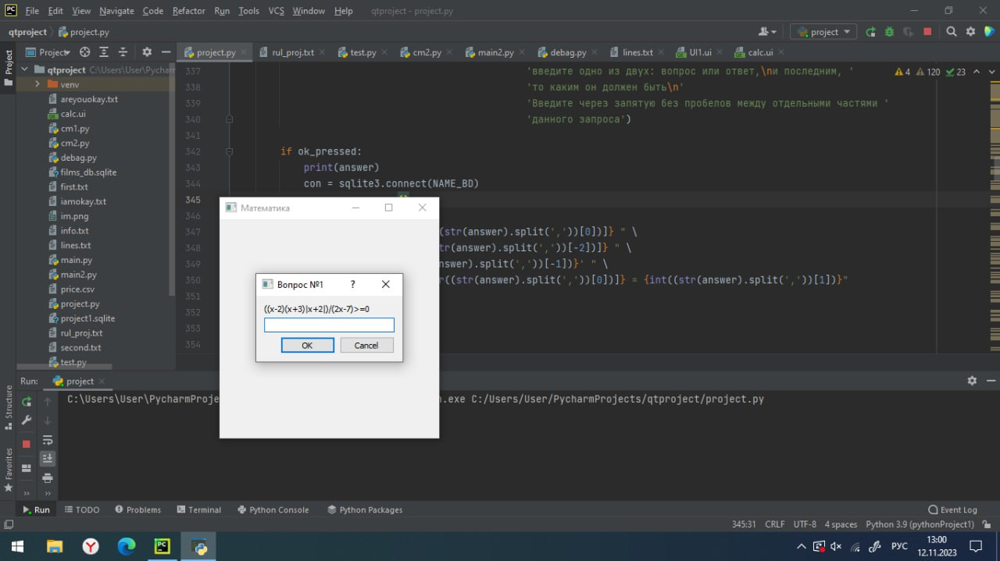 File Edit View Navigate Code Refactor Run Tools VCS Window Help qtproject - project.py
qtproject project.py project
Project project.py rul_proj.txt test.py cm2.py main2.py debag.py lines.txt UI1.ui calc.ui
Project
qtproject C:\Users\User\Pycharm
venv
areyouokay.txt
calc.ui
cm1.py
cm2.py
debag.py
films_db.sqlite
first.txt
iamokay.txt
im.png
info.txt
lines.txt
main.py
main2.py
price.csv
project.py
project1.sqlite
rul_proj.txt
second.txt
test.py
4 120 23
337 'введите одно из двух: вопрос или ответ,\nи последним, '
338 'то каким он должен быть\n'
339 'Введите через запятую без пробелов между отдельными частями '
340 'данного запроса')
341
342 if ok_pressed:
343 print(answer)
344 con = sqlite3.connect(NAME_BD)
345
346
347 (str(answer).split(','))[0])]} " \
348 tr(answer).split(','))[-2])]} " \
349 answer).split(','))[-1])}' " \
350 r((str(answer).split(','))[0])]} = {int((str(answer).split(','))[1])}"
351
352
353
354
Математика
Вопрос №1 ?
((x-2)(x+3)|x+2|)/(2x-7)>=0
OK Cancel
Run: project
C:\Users\User\PycharmProje n.exe C:/Users/User/PycharmProjects/qtproject/project.py
Structure
Favorites
Run TODO Problems Terminal Python Console Python Packages Event Log
345:31 CRLF UTF-8 4 spaces Python 3.9 (pythonProject1)
РУС 13:00
12.11.2023